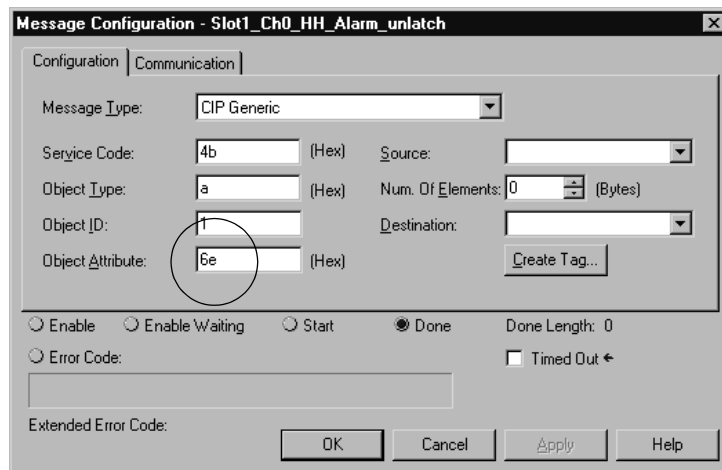 Message Configuration - Slot1_Ch0_HH_Alarm_unlatch
Configuration Communication
Message Type: CIP Generic
Service Code: 4b (Hex) Source:
Object Type: a (Hex) Num. Of Elements: 0 (Bytes)
Object ID: 1 Destination:
Object Attribute: 6e (Hex) Create Tag...
Enable Enable Waiting Start Done Done Length: 0
Error Code: Timed Out
Extended Error Code:
OK Cancel Apply Help